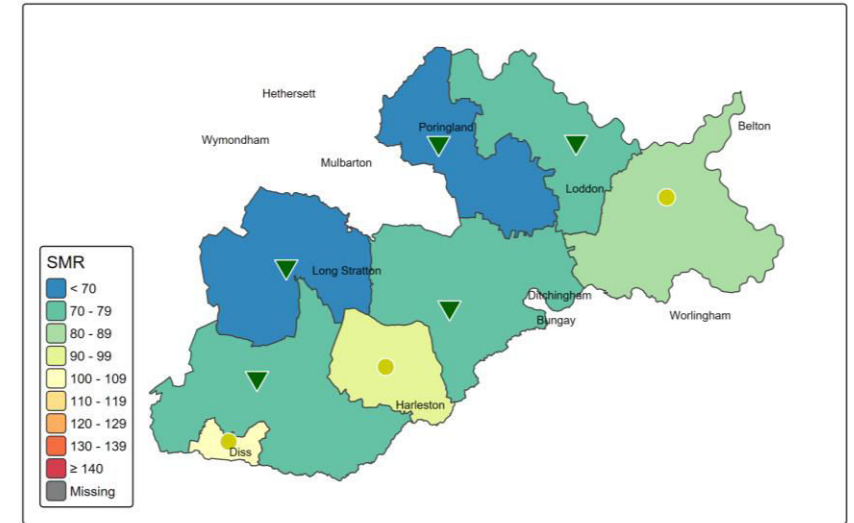 Hethersett
Belton
Poringland
Wymondham
Mulbarton
Loddon
Long Stratton
Ditchingham
Bungay
Worlingham
Harleston
Diss
SMR
< 70
70 - 79
80 - 89
90 - 99
100 - 109
110 - 119
120 - 129
130 - 139
≥ 140
Missing